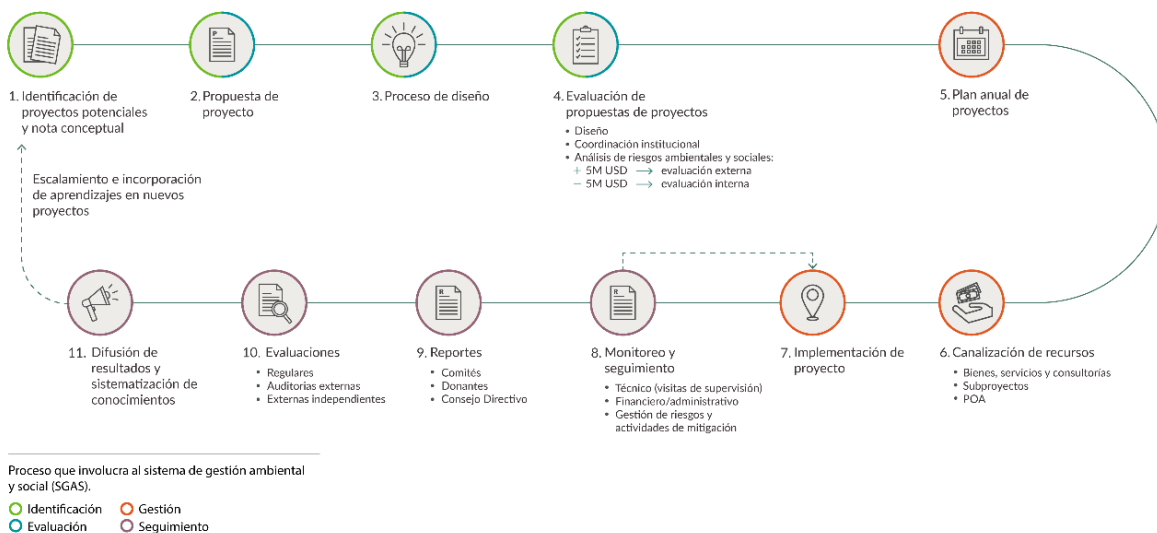 1. Identificación de
proyectos potenciales
y nota conceptual
P
2. Propuesta de
proyecto
3. Proceso de diseño
4. Evaluación de
propuestas de proyectos
• Diseño
• Coordinación institucional
• Análisis de riesgos ambientales y sociales:
+ 5M USD → evaluación externa
− 5M USD → evaluación interna
5. Plan anual de
proyectos
Escalamiento e incorporación
de aprendizajes en nuevos
proyectos
11. Difusión de
resultados y
sistematización de
conocimientos
10. Evaluaciones
• Regulares
• Auditorias externas
• Externas independientes
R
9. Reportes
• Comités
• Donantes
• Consejo Directivo
R
8. Monitoreo y
seguimiento
• Técnico (visitas de supervisión)
• Financiero/administrativo
• Gestión de riesgos y
actividades de mitigación
7. Implementación de
proyecto
6. Canalización de recursos
• Bienes, servicios y consultorías
• Subproyectos
• POA
Proceso que involucra al sistema de gestión ambiental
y social (SGAS).
Identificación
Gestión
Evaluación
Seguimiento